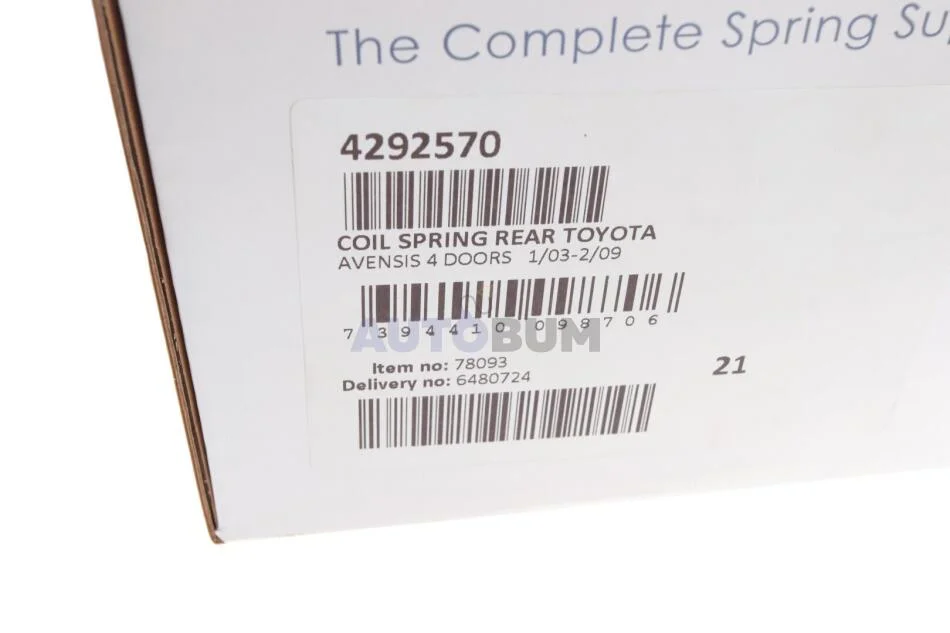 The Complete Spring Su
4292570
COIL SPRING REAR TOYOTA
AVENSIS 4 DOORS 1/03-2/09
7 394410 098706
AUTOBUM
Item no: 78093
21
Delivery no: 6480724